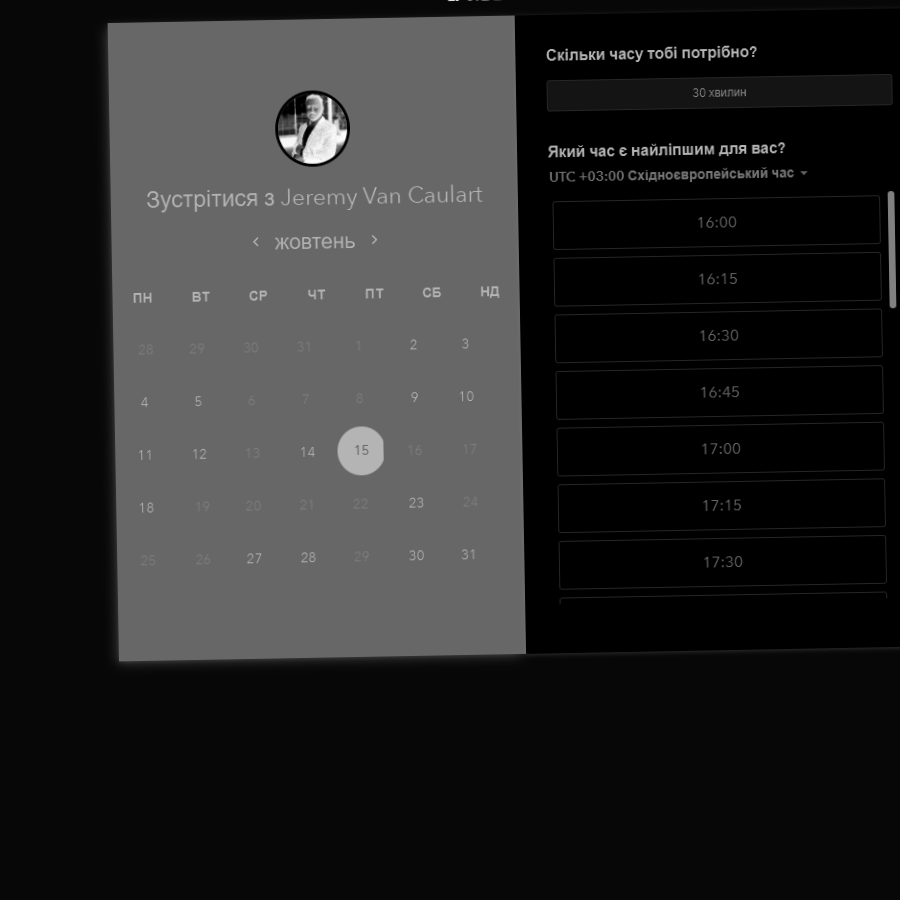 Зустрітися з Jeremy Van Caulart
жовтень
ПН ВТ СР ЧТ ПТ СБ НД
28 29 30 31 1 2 3
4 5 6 7 8 9 10
11 12 13 14 15 16 17
18 19 20 21 22 23 24
25 26 27 28 29 30 31
Скільки часу тобі потрібно?
30 хвилин
Який час є найліпшим для вас?
UTC +03:00 Східноєвропейський час
16:00
16:15
16:30
16:45
17:00
17:15
17:30